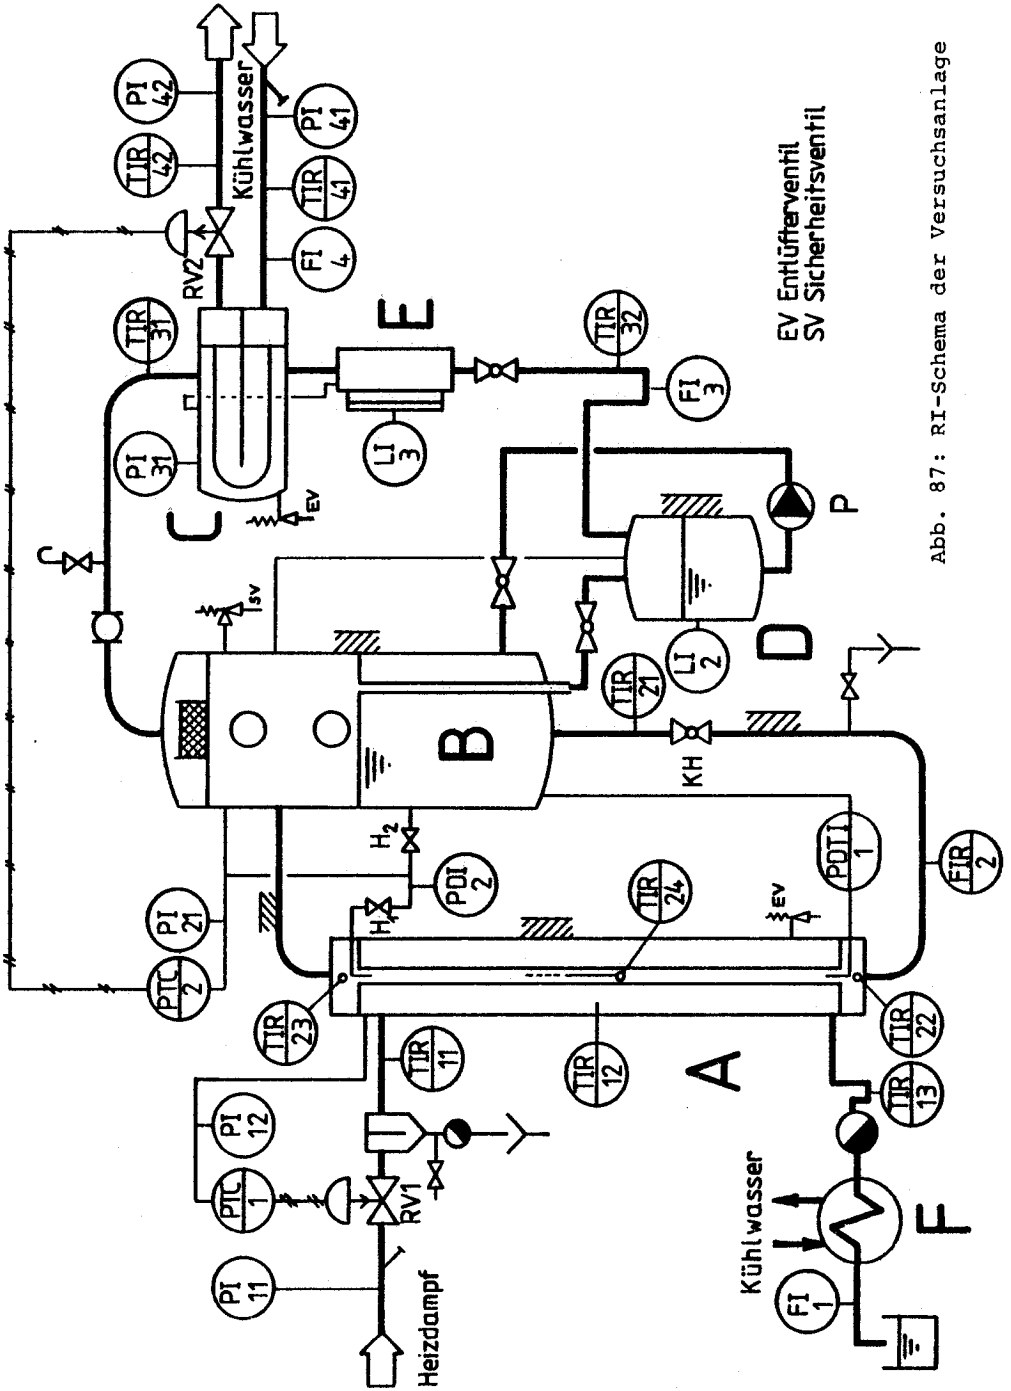 PI
42
TIR
42
Kühlwasser
PI
41
TIR
41
FI
4
RV2
TIR
31
PI
31
C
E
LI
3
EV
TIR
32
FI
3
EV Entlüfterventil
SV Sicherheitsventil
SV
B
P
D
LI
2
TIR
21
KH
PI
21
PTC
2
H2
H1
PDI
2
TIR
24
EV
PDTI
1
FIR
2
TIR
23
TIR
11
TIR
12
A
TIR
22
TIR
13
PI
12
PTC
1
RV1
PI
11
Heizdampf
Kühlwasser
F
FI
1
Abb. 87: RI-Schema der Versuchsanlage